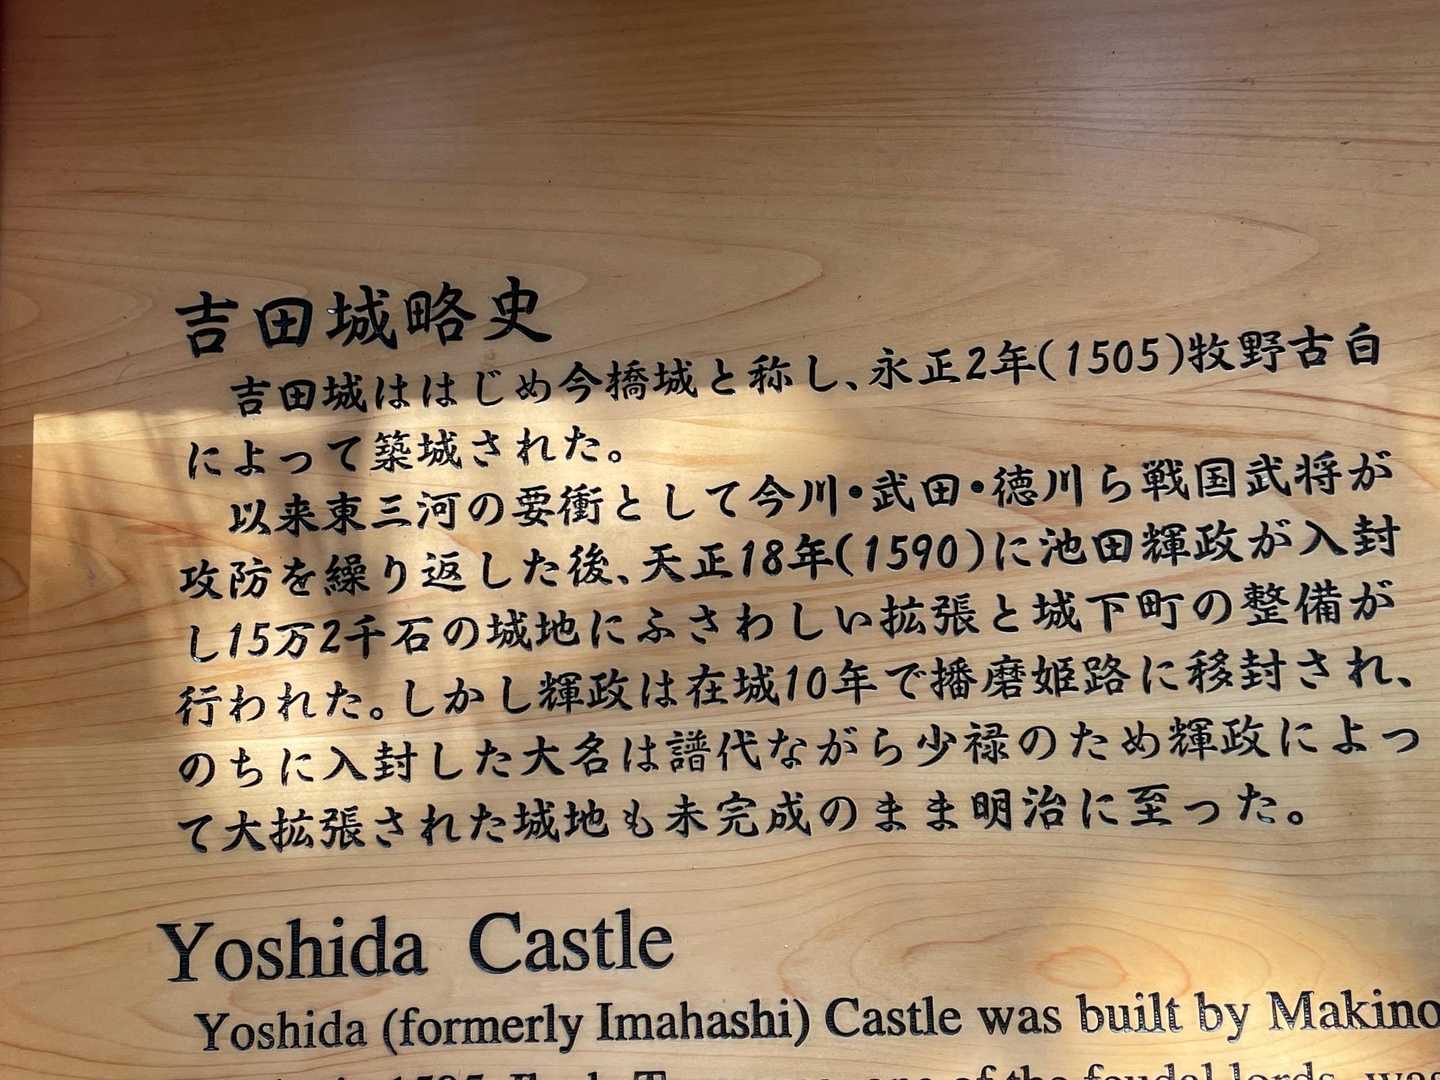 吉田城略史
吉田城ははじめ今橋城と称し、永正2年(1505)牧野古白
によって築城された。
以来東三河の要衝として今川・武田・徳川ら戦国武将が
攻防を繰り返した後、天正18年(1590)に池田輝政が入封
し15万2千石の城地にふさわしい拡張と城下町の整備が
行われた。しかし輝政は在城10年で播磨姫路に移封され、
のちに入封した大名は譜代ながら少禄のため輝政によっ
て大拡張された城地も未完成のまま明治に至った。
Yoshida Castle
Yoshida (formerly Imahashi) Castle was built by Makino
one of the feudal lords, was